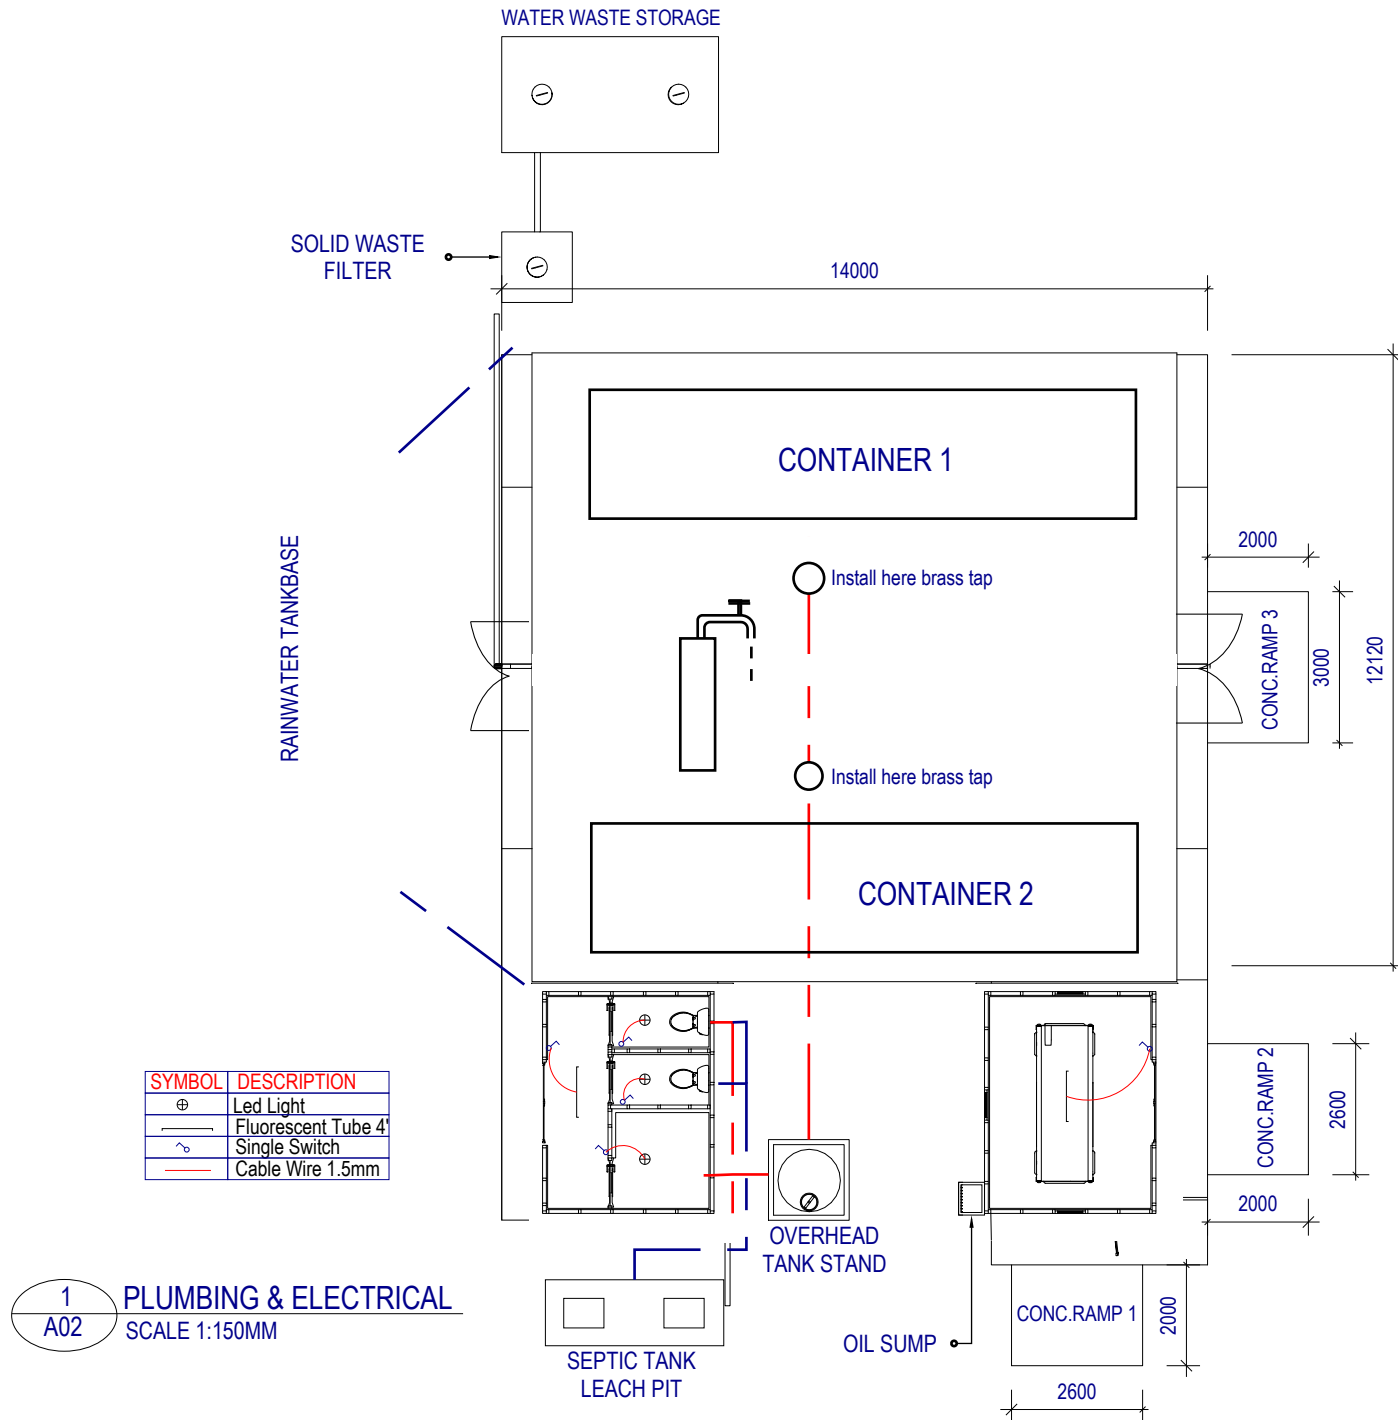 WATER WASTE STORAGE
SOLID WASTE
FILTER
14000
CONTAINER 1
RAINWATER TANKBASE
Install here brass tap
2000
CONC.RAMP 3
3000
12120
Install here brass tap
CONTAINER 2
SYMBOL DESCRIPTION
Led Light
Fluorescent Tube 4'
Single Switch
Cable Wire 1.5mm
CONC.RAMP 2
2600
2000
OVERHEAD
TANK STAND
1
A02
PLUMBING & ELECTRICAL
SCALE 1:150MM
SEPTIC TANK
LEACH PIT
OIL SUMP
CONC.RAMP 1
2000
2600